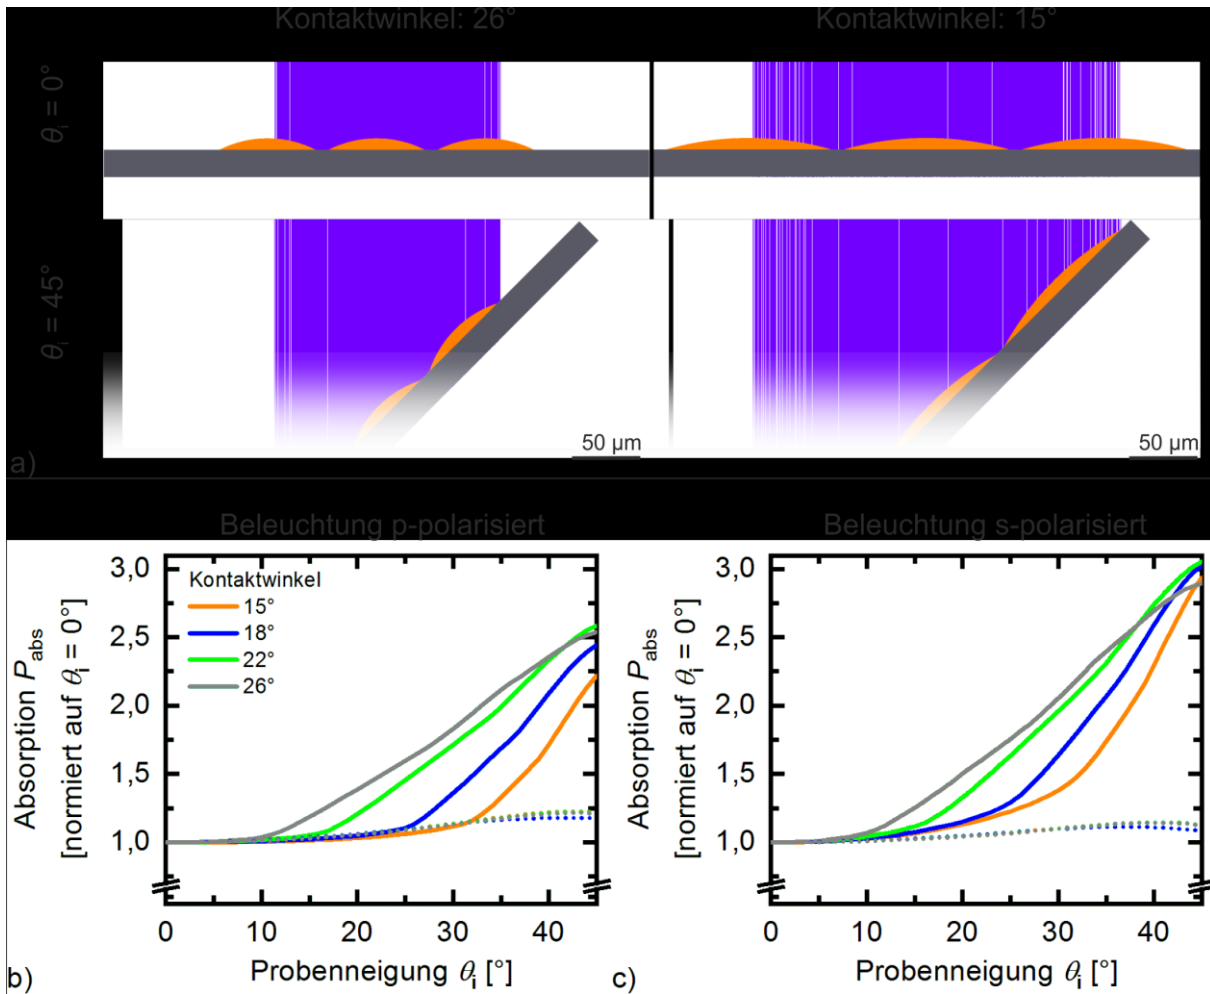 Kontaktwinkel: 26° Kontaktwinkel: 15°
θi = 0°
θi = 45°
50 µm 50 µm
a)
Beleuchtung p-polarisiert Beleuchtung s-polarisiert
Absorption Pabs
[normiert auf θi = 0°]
3,0
2,5
2,0
1,5
1,0
Kontaktwinkel
15°
18°
22°
26°
0 10 20 30 40
Probenneigung θi [°]
b)
Absorption Pabs
[normiert auf θi = 0°]
3,0
2,5
2,0
1,5
1,0
0 10 20 30 40
Probenneigung θi [°]
c)